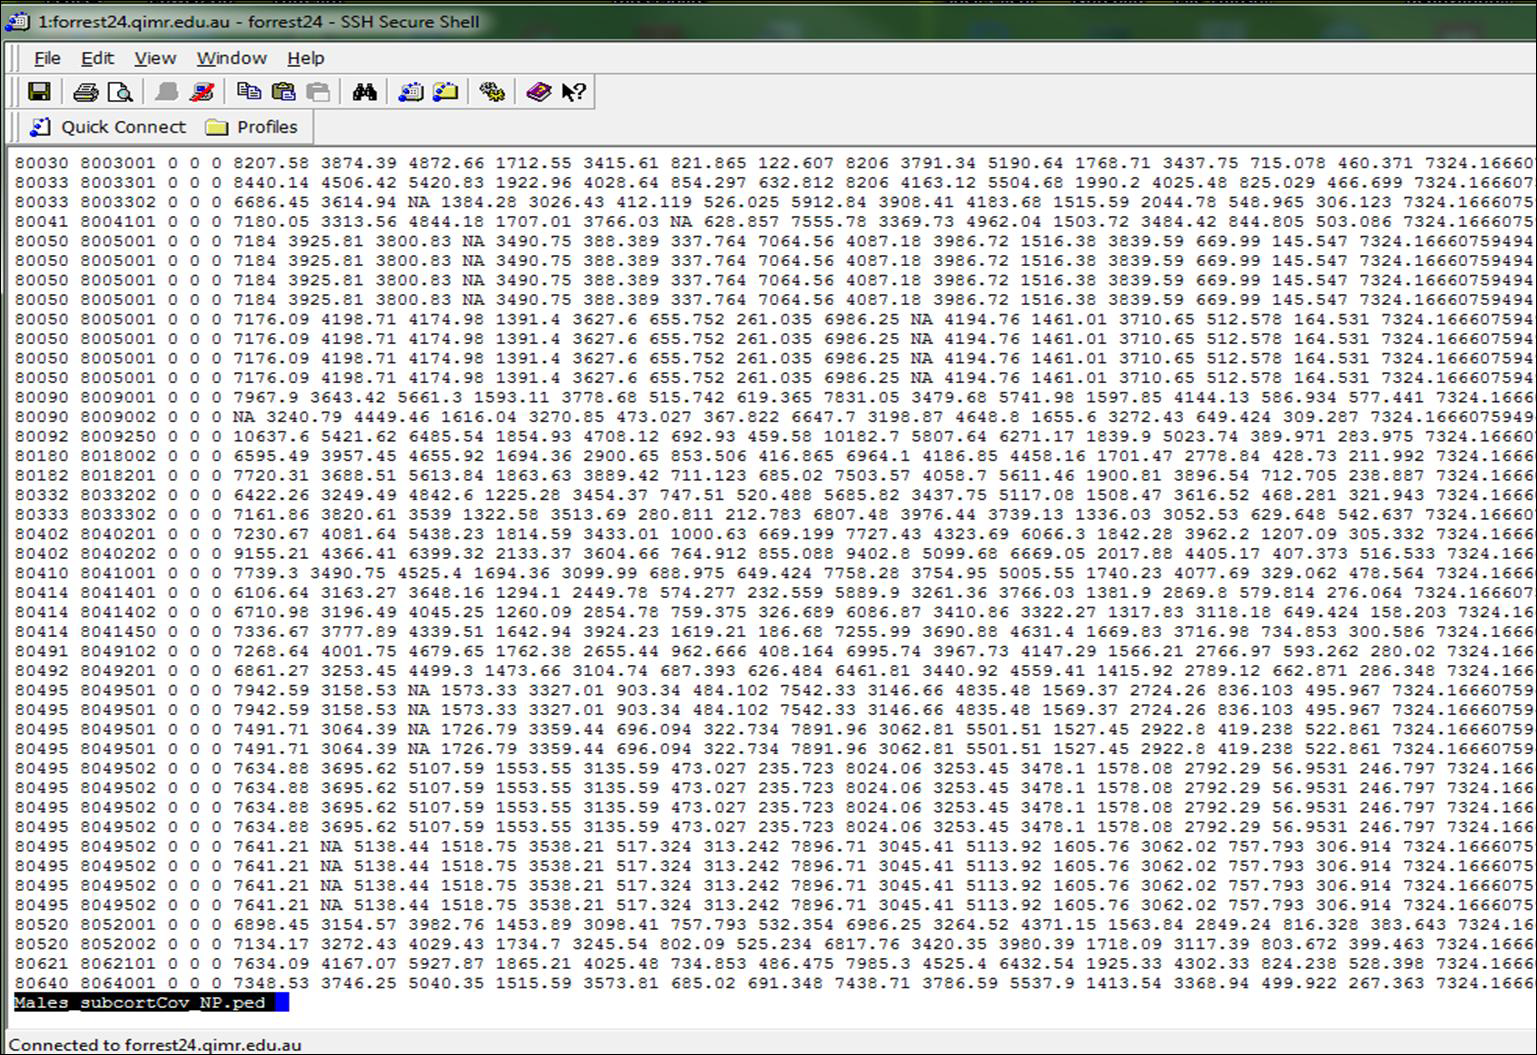 1:forrest24.qimr.edu.au - forrest24 - SSH Secure Shell
File Edit View Window Help
Quick Connect Profiles
80030 8003001 0 0 0 8207.58 3874.39 4872.66 1712.55 3415.61 821.865 122.607 8206 3791.34 5190.64 1768.71 3437.75 715.078 460.371 7324.16660
80033 8003301 0 0 0 8440.14 4506.42 5420.83 1922.96 4028.64 854.297 632.812 8206 4163.12 5504.68 1990.2 4025.48 825.029 466.699 7324.166607
80033 8003302 0 0 0 6686.45 3614.94 NA 1384.28 3026.43 412.119 526.025 5912.84 3908.41 4183.68 1515.59 2044.78 548.965 306.123 7324.1666075
80041 8004101 0 0 0 7180.05 3313.56 4844.18 1707.01 3766.03 NA 628.857 7555.78 3369.73 4962.04 1503.72 3484.42 844.805 503.086 7324.1666075
80050 8005001 0 0 0 7184 3925.81 3800.83 NA 3490.75 388.389 337.764 7064.56 4087.18 3986.72 1516.38 3839.59 669.99 145.547 7324.16660759494
80050 8005001 0 0 0 7184 3925.81 3800.83 NA 3490.75 388.389 337.764 7064.56 4087.18 3986.72 1516.38 3839.59 669.99 145.547 7324.16660759494
80050 8005001 0 0 0 7184 3925.81 3800.83 NA 3490.75 388.389 337.764 7064.56 4087.18 3986.72 1516.38 3839.59 669.99 145.547 7324.16660759494
80050 8005001 0 0 0 7184 3925.81 3800.83 NA 3490.75 388.389 337.764 7064.56 4087.18 3986.72 1516.38 3839.59 669.99 145.547 7324.16660759494
80050 8005001 0 0 0 7176.09 4198.71 4174.98 1391.4 3627.6 655.752 261.035 6986.25 NA 4194.76 1461.01 3710.65 512.578 164.531 7324.166607594
80050 8005001 0 0 0 7176.09 4198.71 4174.98 1391.4 3627.6 655.752 261.035 6986.25 NA 4194.76 1461.01 3710.65 512.578 164.531 7324.166607594
80050 8005001 0 0 0 7176.09 4198.71 4174.98 1391.4 3627.6 655.752 261.035 6986.25 NA 4194.76 1461.01 3710.65 512.578 164.531 7324.166607594
80050 8005001 0 0 0 7176.09 4198.71 4174.98 1391.4 3627.6 655.752 261.035 6986.25 NA 4194.76 1461.01 3710.65 512.578 164.531 7324.166607594
80090 8009001 0 0 0 7967.9 3643.42 5661.3 1593.11 3778.68 515.742 619.365 7831.05 3479.68 5741.98 1597.85 4144.13 586.934 577.441 7324.1666
80090 8009002 0 0 0 NA 3240.79 4449.46 1616.04 3270.85 473.027 367.822 6647.7 3198.87 4648.8 1655.6 3272.43 649.424 309.287 7324.166607594
80092 8009250 0 0 0 10637.6 5421.62 6485.54 1854.93 4708.12 692.93 459.58 10182.7 5807.64 6271.17 1839.9 5023.74 389.971 283.975 7324.16660
80180 8018002 0 0 0 6595.49 3957.45 4655.92 1694.36 2900.65 853.506 416.865 6964.1 4186.85 4458.16 1701.47 2778.84 428.73 211.992 7324.1666
80182 8018201 0 0 0 7720.31 3688.51 5613.84 1863.63 3889.42 711.123 685.02 7503.57 4058.7 5611.46 1900.81 3896.54 712.705 238.887 7324.1666
80332 8033202 0 0 0 6422.26 3249.49 4842.6 1225.28 3454.37 747.51 520.488 5685.82 3437.75 5117.08 1508.47 3616.52 468.281 321.943 7324.1666
80333 8033302 0 0 0 7161.86 3820.61 3539 1322.58 3513.69 280.811 212.783 6807.48 3976.44 3739.13 1336.03 3052.53 629.648 542.637 7324.16660
80402 8040201 0 0 0 7230.67 4081.64 5438.23 1814.59 3433.01 1000.63 669.199 7727.43 4323.69 6066.3 1842.28 3962.2 1207.09 305.332 7324.166
80402 8040202 0 0 0 9155.21 4366.41 6399.32 2133.37 3604.66 764.912 855.088 9402.8 5099.68 6669.05 2017.88 4405.17 407.373 516.533 7324.166
80410 8041001 0 0 0 7739.3 3490.75 4525.4 1694.36 3099.99 688.975 649.424 7758.28 3754.95 5005.55 1740.23 4077.69 329.062 478.564 7324.1666
80414 8041401 0 0 0 6106.64 3163.27 3648.16 1294.1 2449.78 574.277 232.559 5889.9 3261.36 3766.03 1381.9 2869.8 579.814 276.064 7324.16660
80414 8041402 0 0 0 6710.98 3196.49 4045.25 1260.09 2854.78 759.375 326.689 6086.87 3410.86 3322.27 1317.83 3118.18 649.424 158.203 7324.16
80414 8041450 0 0 0 7336.67 3777.89 4339.51 1642.94 3924.23 1619.21 186.68 7255.99 3690.88 4631.4 1669.83 3716.98 734.853 300.586 7324.166
80491 8049102 0 0 0 7268.64 4001.75 4679.65 1762.38 2655.44 962.666 408.164 6995.74 3967.73 4147.29 1566.21 2766.97 593.262 280.02 7324.166
80492 8049201 0 0 0 6861.27 3253.45 4499.3 1473.66 3104.74 687.393 626.484 6461.81 3440.92 4559.41 1415.92 2789.12 662.871 286.348 7324.166
80495 8049501 0 0 0 7942.59 3158.53 NA 1573.33 3327.01 903.34 484.102 7542.33 3146.66 4835.48 1569.37 2724.26 836.103 495.967 7324.1666059
80495 8049501 0 0 0 7942.59 3158.53 NA 1573.33 3327.01 903.34 484.102 7542.33 3146.66 4835.48 1569.37 2724.26 836.103 495.967 7324.1666059
80495 8049501 0 0 0 7491.71 3064.39 NA 1726.79 3359.44 696.094 322.734 7891.96 3062.81 5501.51 1527.45 2922.8 419.238 522.861 7324.1666059
80495 8049501 0 0 0 7491.71 3064.39 NA 1726.79 3359.44 696.094 322.734 7891.96 3062.81 5501.51 1527.45 2922.8 419.238 522.861 7324.1666059
80495 8049502 0 0 0 7634.88 3695.62 5107.59 1553.55 3135.59 473.027 235.723 8024.06 3253.45 3478.1 1578.08 2792.29 56.9531 246.797 7324.166
80495 8049502 0 0 0 7634.88 3695.62 5107.59 1553.55 3135.59 473.027 235.723 8024.06 3253.45 3478.1 1578.08 2792.29 56.9531 246.797 7324.166
80495 8049502 0 0 0 7634.88 3695.62 5107.59 1553.55 3135.59 473.027 235.723 8024.06 3253.45 3478.1 1578.08 2792.29 56.9531 246.797 7324.166
80495 8049502 0 0 0 7634.88 3695.62 5107.59 1553.55 3135.59 473.027 235.723 8024.06 3253.45 3478.1 1578.08 2792.29 56.9531 246.797 7324.166
80495 8049502 0 0 0 7641.21 NA 5138.44 1518.75 3538.21 517.324 313.242 7896.71 3045.41 5113.92 1605.76 3062.02 757.793 306.914 7324.166075
80495 8049502 0 0 0 7641.21 NA 5138.44 1518.75 3538.21 517.324 313.242 7896.71 3045.41 5113.92 1605.76 3062.02 757.793 306.914 7324.166075
80495 8049502 0 0 0 7641.21 NA 5138.44 1518.75 3538.21 517.324 313.242 7896.71 3045.41 5113.92 1605.76 3062.02 757.793 306.914 7324.166075
80495 8049502 0 0 0 7641.21 NA 5138.44 1518.75 3538.21 517.324 313.242 7896.71 3045.41 5113.92 1605.76 3062.02 757.793 306.914 7324.166075
80520 8052001 0 0 0 6898.45 3154.57 3982.76 1453.89 3098.41 757.793 532.354 6986.25 3264.52 4371.15 1563.84 2849.24 816.328 383.643 7324.16
80520 8052002 0 0 0 7134.17 3272.43 4029.43 1734.7 3245.54 802.09 525.234 6817.76 3420.35 3980.39 1718.09 3117.39 803.672 399.463 7324.1666
80621 8062101 0 0 0 7634.09 4167.07 5927.87 1865.21 4025.48 734.853 486.475 7985.3 4525.4 6432.54 1925.33 4302.33 824.238 528.398 7324.1666
80640 8064001 0 0 0 7348.53 3746.25 5040.35 1515.59 3573.81 685.02 691.348 7438.71 3786.59 5537.9 1413.54 3368.94 499.922 267.363 7324.1666
Males_subcortCov_NP.ped
Connected to forrest24.qimr.edu.au